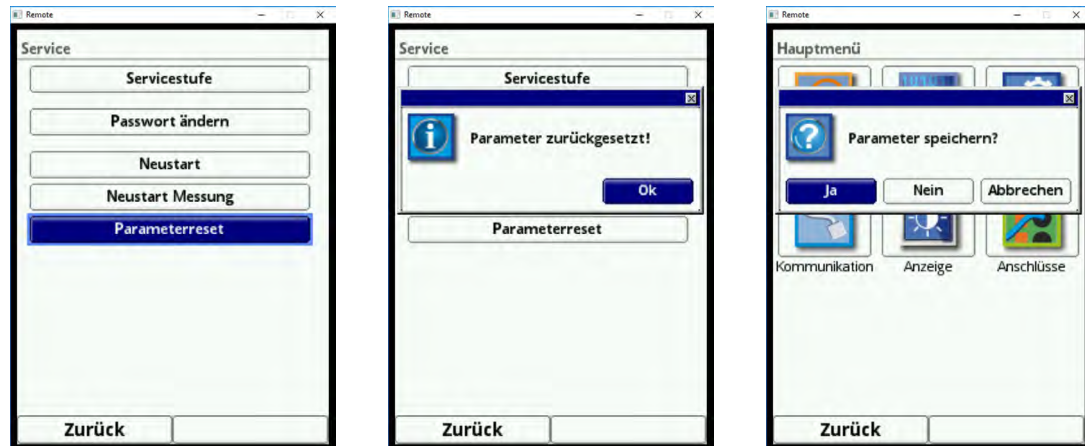 Remote
Service
Servicestufe
Passwort ändern
Neustart
Neustart Messung
Parameterreset
Zurück
Remote
Service
Servicestufe
Parameter zurückgesetzt!
Ok
Parameterreset
Zurück
Remote
Hauptmenü
Parameter speichern?
Ja Nein Abbrechen
Kommunikation Anzeige Anschlüsse
Zurück